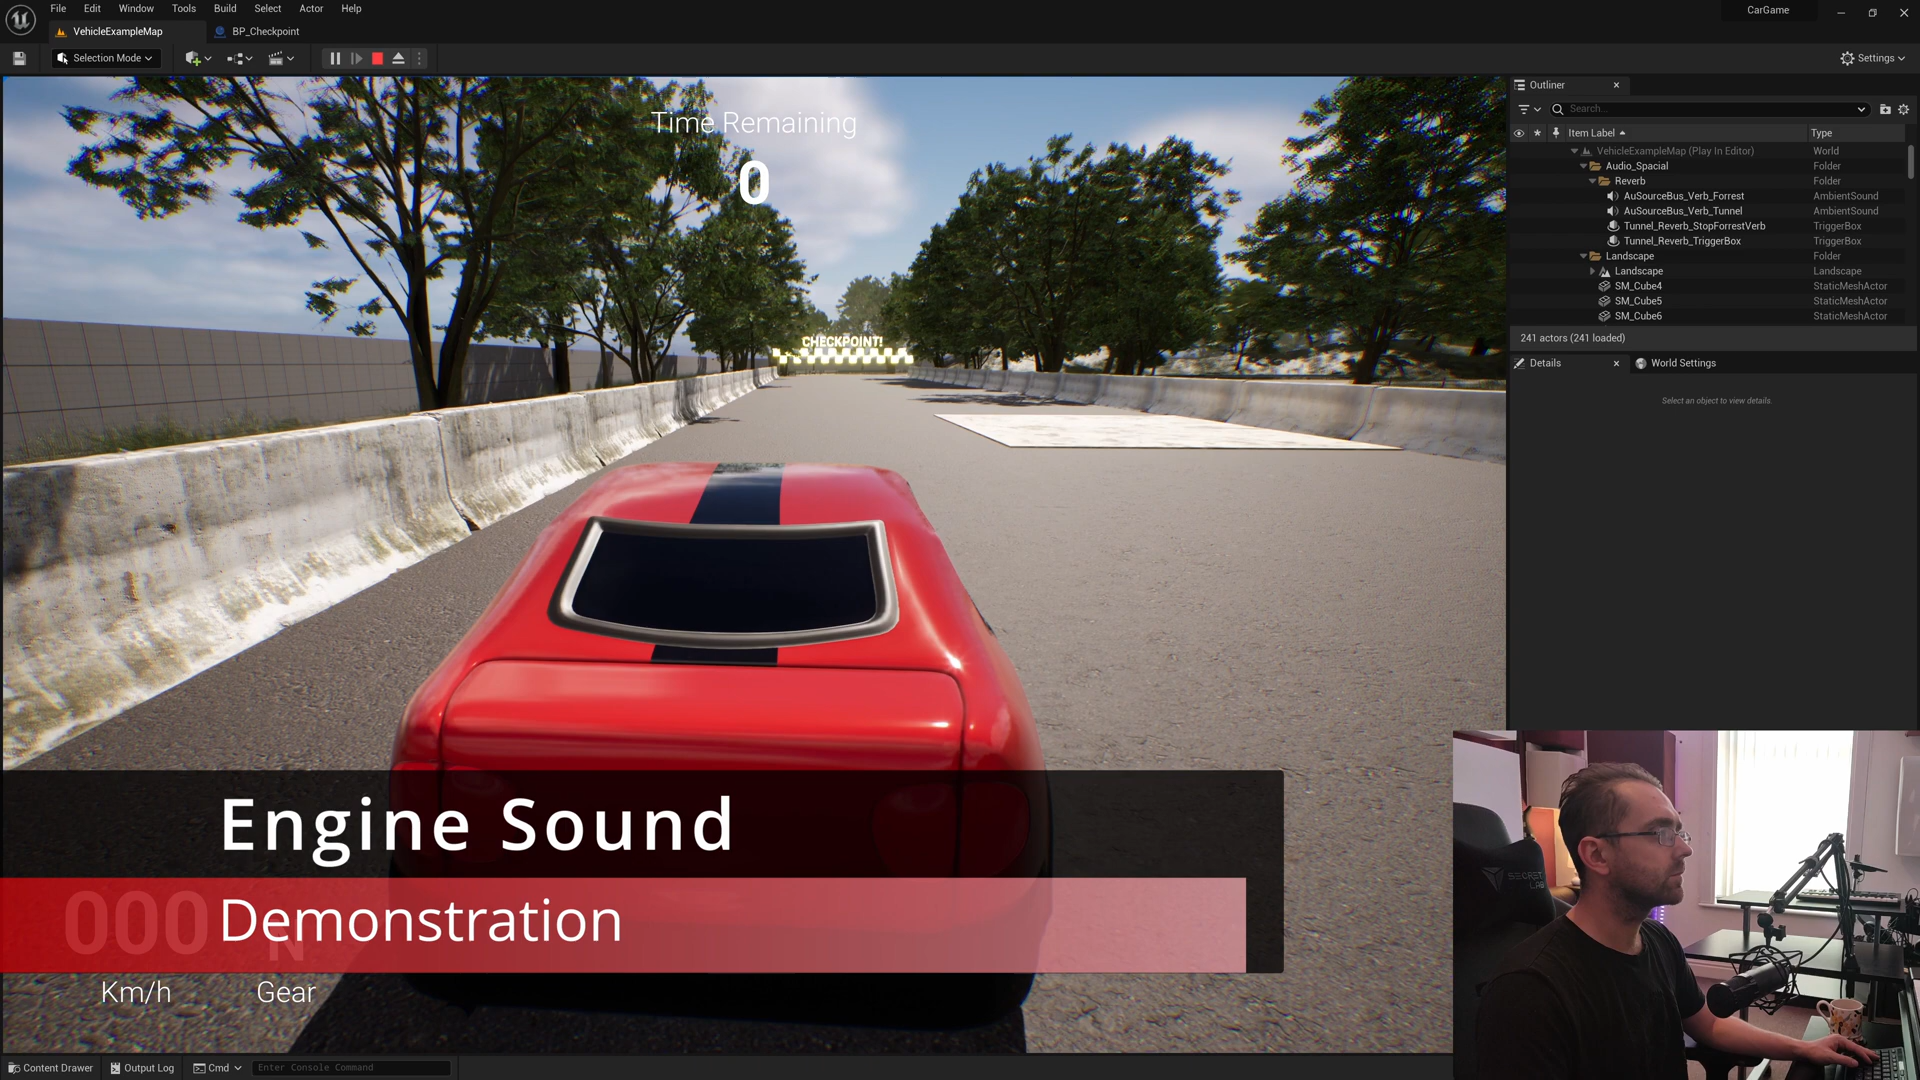 File Edit Window Tools Build Select Actor Help
CarGame
VehicleExampleMap
BP_Checkpoint
Selection Mode
Settings
Time Remaining
0
CHECKPOINT!
Outliner
Search...
Item Label
Type
VehicleExampleMap (Play In Editor) World
Audio_Spacial Folder
Reverb Folder
AuSourceBus_Verb_Forrest AmbientSound
AuSourceBus_Verb_Tunnel AmbientSound
Tunnel_Reverb_StopForrestVerb TriggerBox
Tunnel_Reverb_TriggerBox TriggerBox
Landscape Folder
Landscape Landscape
SM_Cube4 StaticMeshActor
SM_Cube5 StaticMeshActor
SM_Cube6 StaticMeshActor
241 actors (241 loaded)
Details
World Settings
Select an object to view details.
Engine Sound
Demonstration
000 N
Km/h Gear
SECRET
LAB
Content Drawer
Output Log
Cmd
Enter Console Command